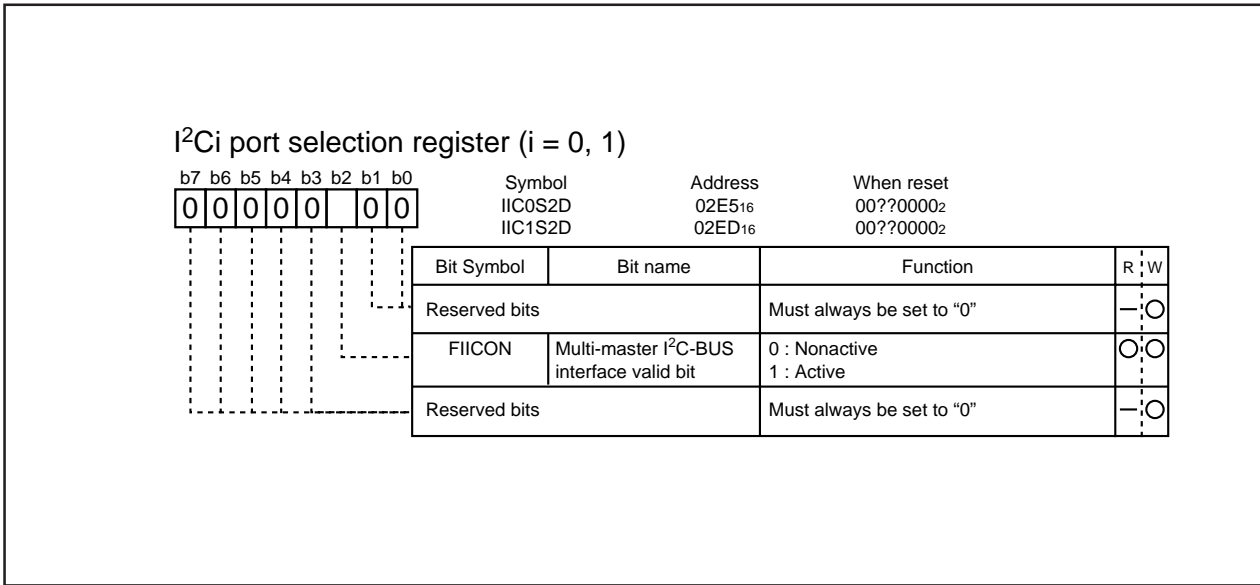 I²Ci port selection register (i = 0, 1)
b7 b6 b5 b4 b3 b2 b1 b0
0 0 0 0 0 0 0
Symbol Address When reset
IIC0S2D 02E5₁₆ 00??0000₂
IIC1S2D 02ED₁₆ 00??0000₂
Bit Symbol Bit name Function R W
Reserved bits Must always be set to “0” – O
FIICON Multi-master I²C-BUS 0 : Nonactive O O
interface valid bit 1 : Active
Reserved bits Must always be set to “0” – O